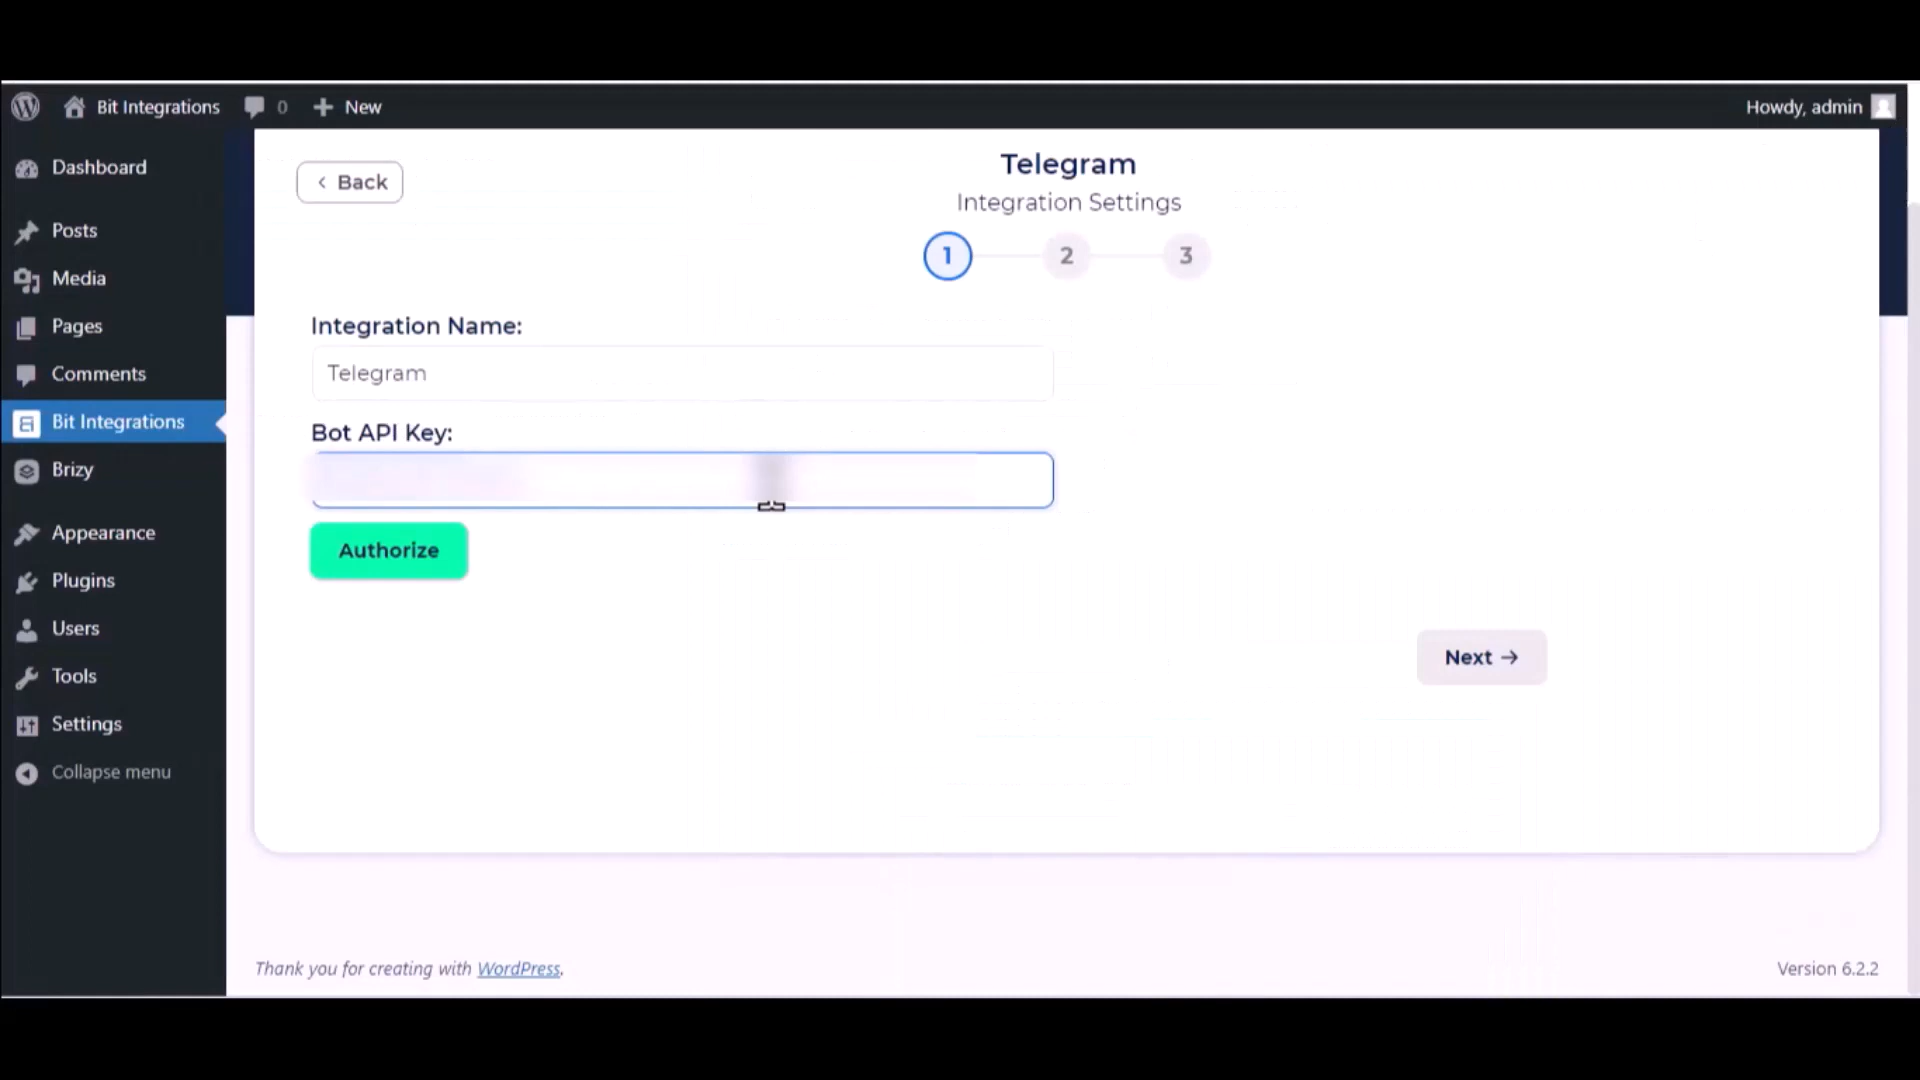 Bit Integrations 0 New Howdy, admin
Dashboard
Posts
Media
Pages
Comments
Bit Integrations
Brizy
Appearance
Plugins
Users
Tools
Settings
Collapse menu
Back
Telegram
Integration Settings
1 2 3
Integration Name:
Telegram
Bot API Key:
Authorize
Next →
Thank you for creating with WordPress.
Version 6.2.2